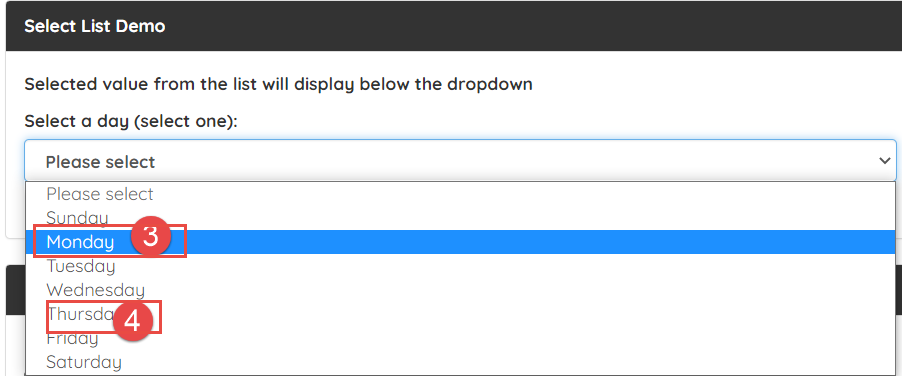 Select List Demo
Selected value from the list will display below the dropdown
Select a day (select one):
Please select
Please select
Sunday
Monday 3
Tuesday
Wednesday
Thursda 4
Friday
Saturday